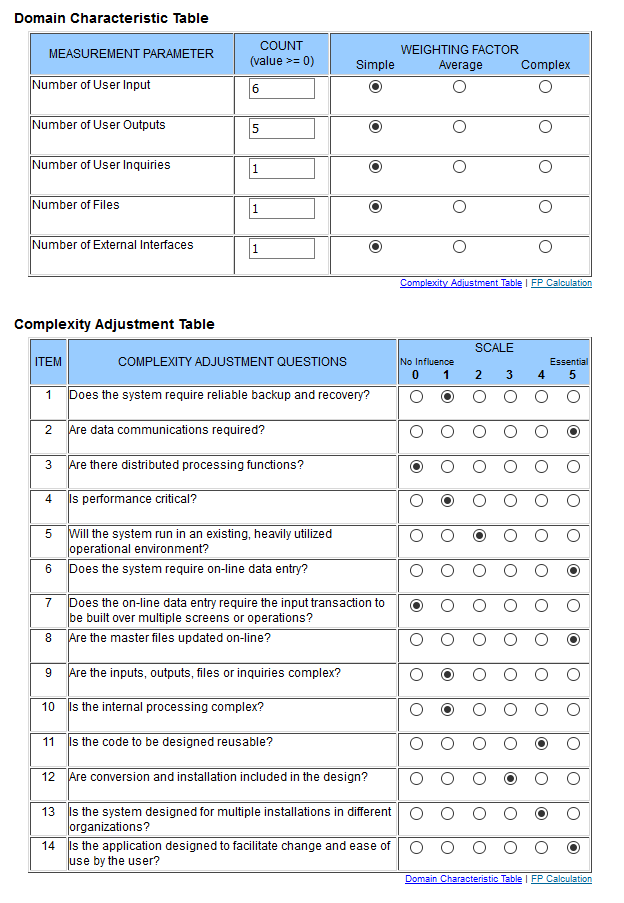 Domain Characteristic Table
MEASUREMENT PARAMETER
COUNT
(value >= 0)
WEIGHTING FACTOR
Simple Average Complex
Number of User Input 6
Number of User Outputs 5
Number of User Inquiries 1
Number of Files 1
Number of External Interfaces 1
Complexity Adjustment Table | FP Calculation
Complexity Adjustment Table
ITEM
COMPLEXITY ADJUSTMENT QUESTIONS
SCALE
No Influence Essential
0 1 2 3 4 5
1 Does the system require reliable backup and recovery?
2 Are data communications required?
3 Are there distributed processing functions?
4 Is performance critical?
5 Will the system run in an existing, heavily utilized
operational environment?
6 Does the system require on-line data entry?
7 Does the on-line data entry require the input transaction to
be built over multiple screens or operations?
8 Are the master files updated on-line?
9 Are the inputs, outputs, files or inquiries complex?
10 Is the internal processing complex?
11 Is the code to be designed reusable?
12 Are conversion and installation included in the design?
13 Is the system designed for multiple installations in different
organizations?
14 Is the application designed to facilitate change and ease of
use by the user?
Domain Characteristic Table | FP Calculation